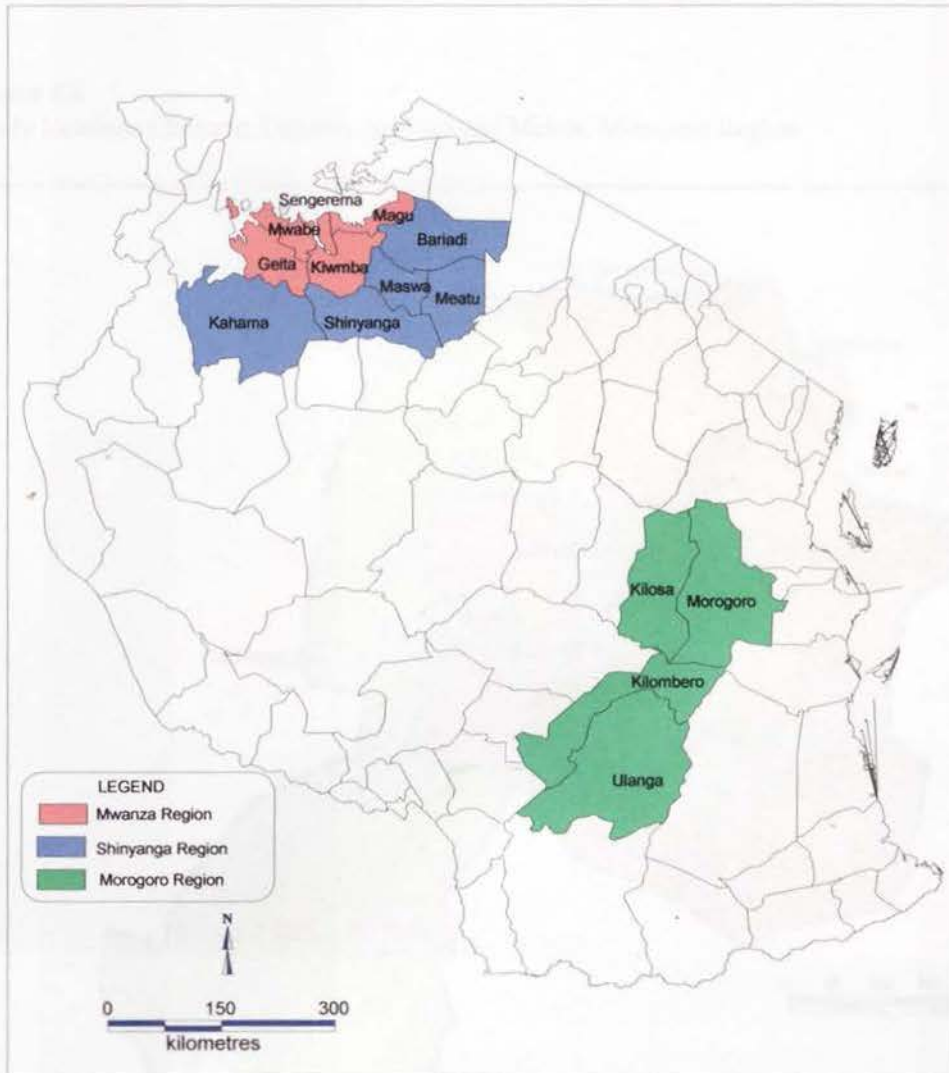 Sengerema
Magu
Mwabe
Bariadi
Geita
Kiwmba
Maswa
Meatu
Kahama
Shinyanga
Kilosa
Morogoro
Kilombero
Ulanga
LEGEND
Mwanza Region
Shinyanga Region
Morogoro Region
N
0 150 300
kilometres